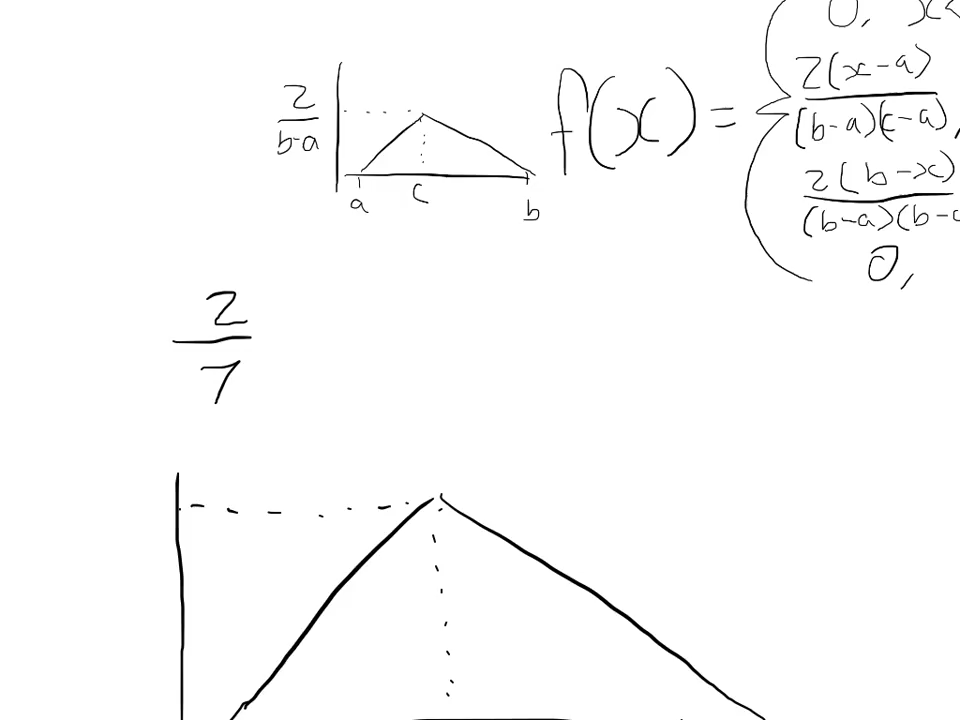 0,
2(x-a)
(b-a)(c-a),
2(b-x)
(b-a)(b-
0,
f(x) =
2
b-a
a c b
2
7